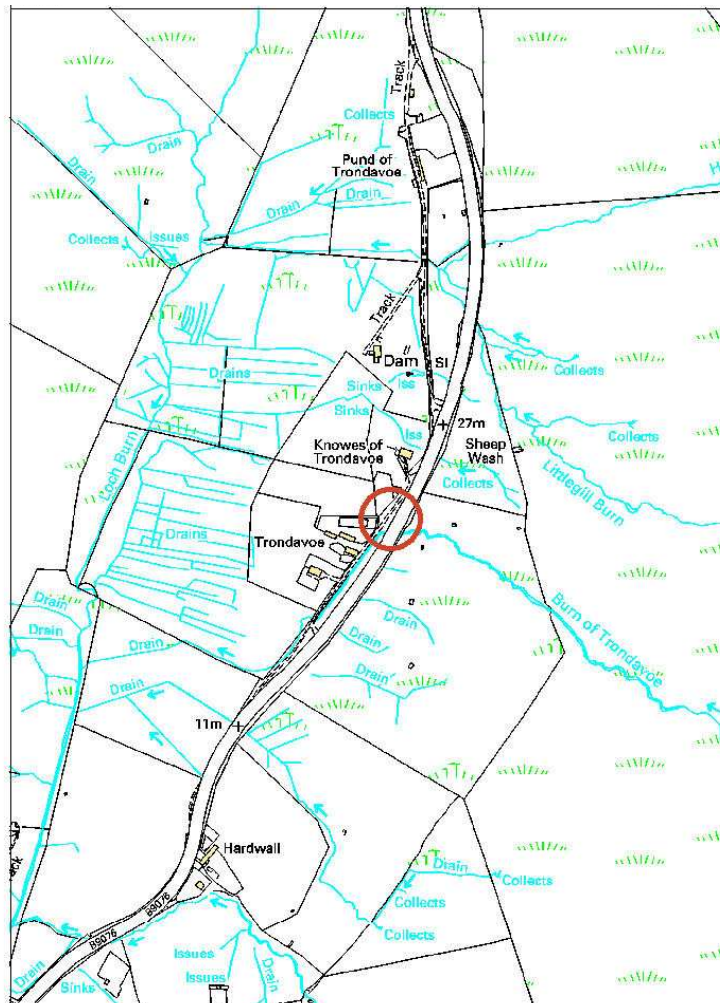 Track
Collects
Drain
Pund of
Trondavoe
Drain
Drain
Drain
H
Collects
Issues
Track
Dam
Sl
Drains
Sinks
Iss
Collects
Sinks
27m
Collects
Knowes of
Trondavoe
Iss
Sheep
Wash
Loch Burn
Collects
Littlegill Burn
Drains
Trondavoe
Burn of Trondavoe
Drain
Drain
Drain
Drain
Drain
11m
Hardwall
Drain
Collects
Collects
B9076
B9076
Collects
Issues
Issues
Drain
Drain
Sinks